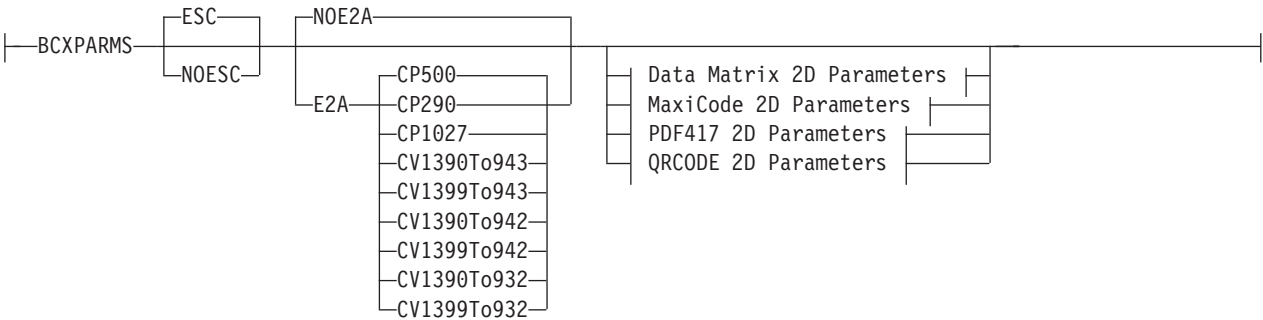 ESC NOE2A
BCXPARMS
NOESC CP500 Data Matrix 2D Parameters
E2A CP290 MaxiCode 2D Parameters
CP1027 PDF417 2D Parameters
CV1390To943 QRCODE 2D Parameters
CV1399To943
CV1390To942
CV1399To942
CV1390To932
CV1399To932